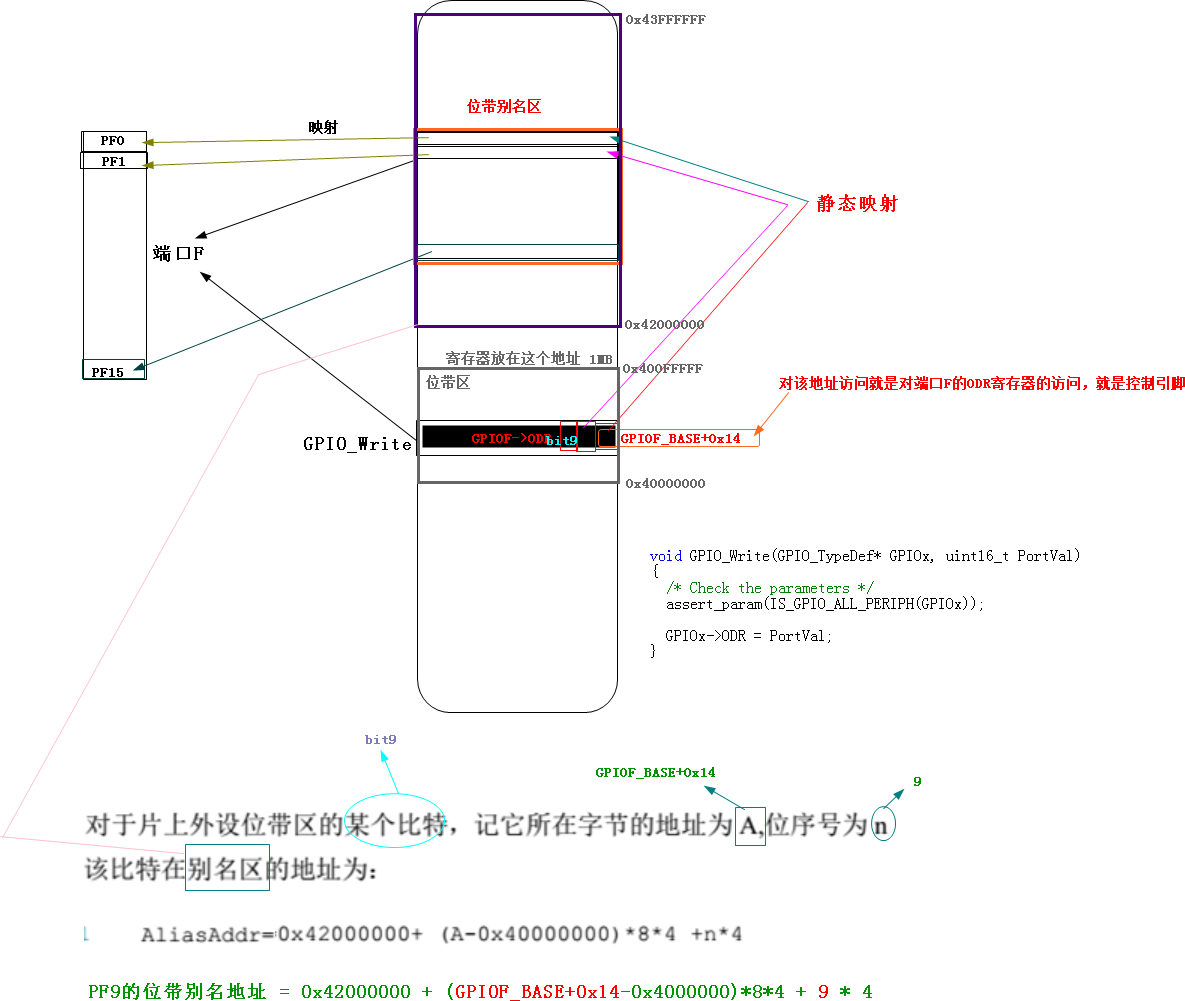 0x43FFFFFF
位带别名区
映射
PF0
PF1
静态映射
端口F
0x42000000
寄存器放在这个地址 1MB
0x400FFFFF
PF15
位带区
对该地址访问就是对端口F的ODR寄存器的访问，就是控制引脚
GPIO_Write
GPIOF->ODR
bit9
GPIOF_BASE+0x14
0x40000000
void GPIO_Write(GPIO_TypeDef* GPIOx, uint16_t PortVal)
{
/* Check the parameters */
assert_param(IS_GPIO_ALL_PERIPH(GPIOx));
GPIOx->ODR = PortVal;
}
bit9
GPIOF_BASE+0x14
9
对于片上外设位带区的某个比特，记它所在字节的地址为 A,位序号为 n
该比特在别名区的地址为：
1 AliasAddr=0x42000000+ (A-0x40000000)*8*4 +n*4
PF9的位带别名地址 = 0x42000000 + (GPIOF_BASE+0x14-0x4000000)*8*4 + 9 * 4